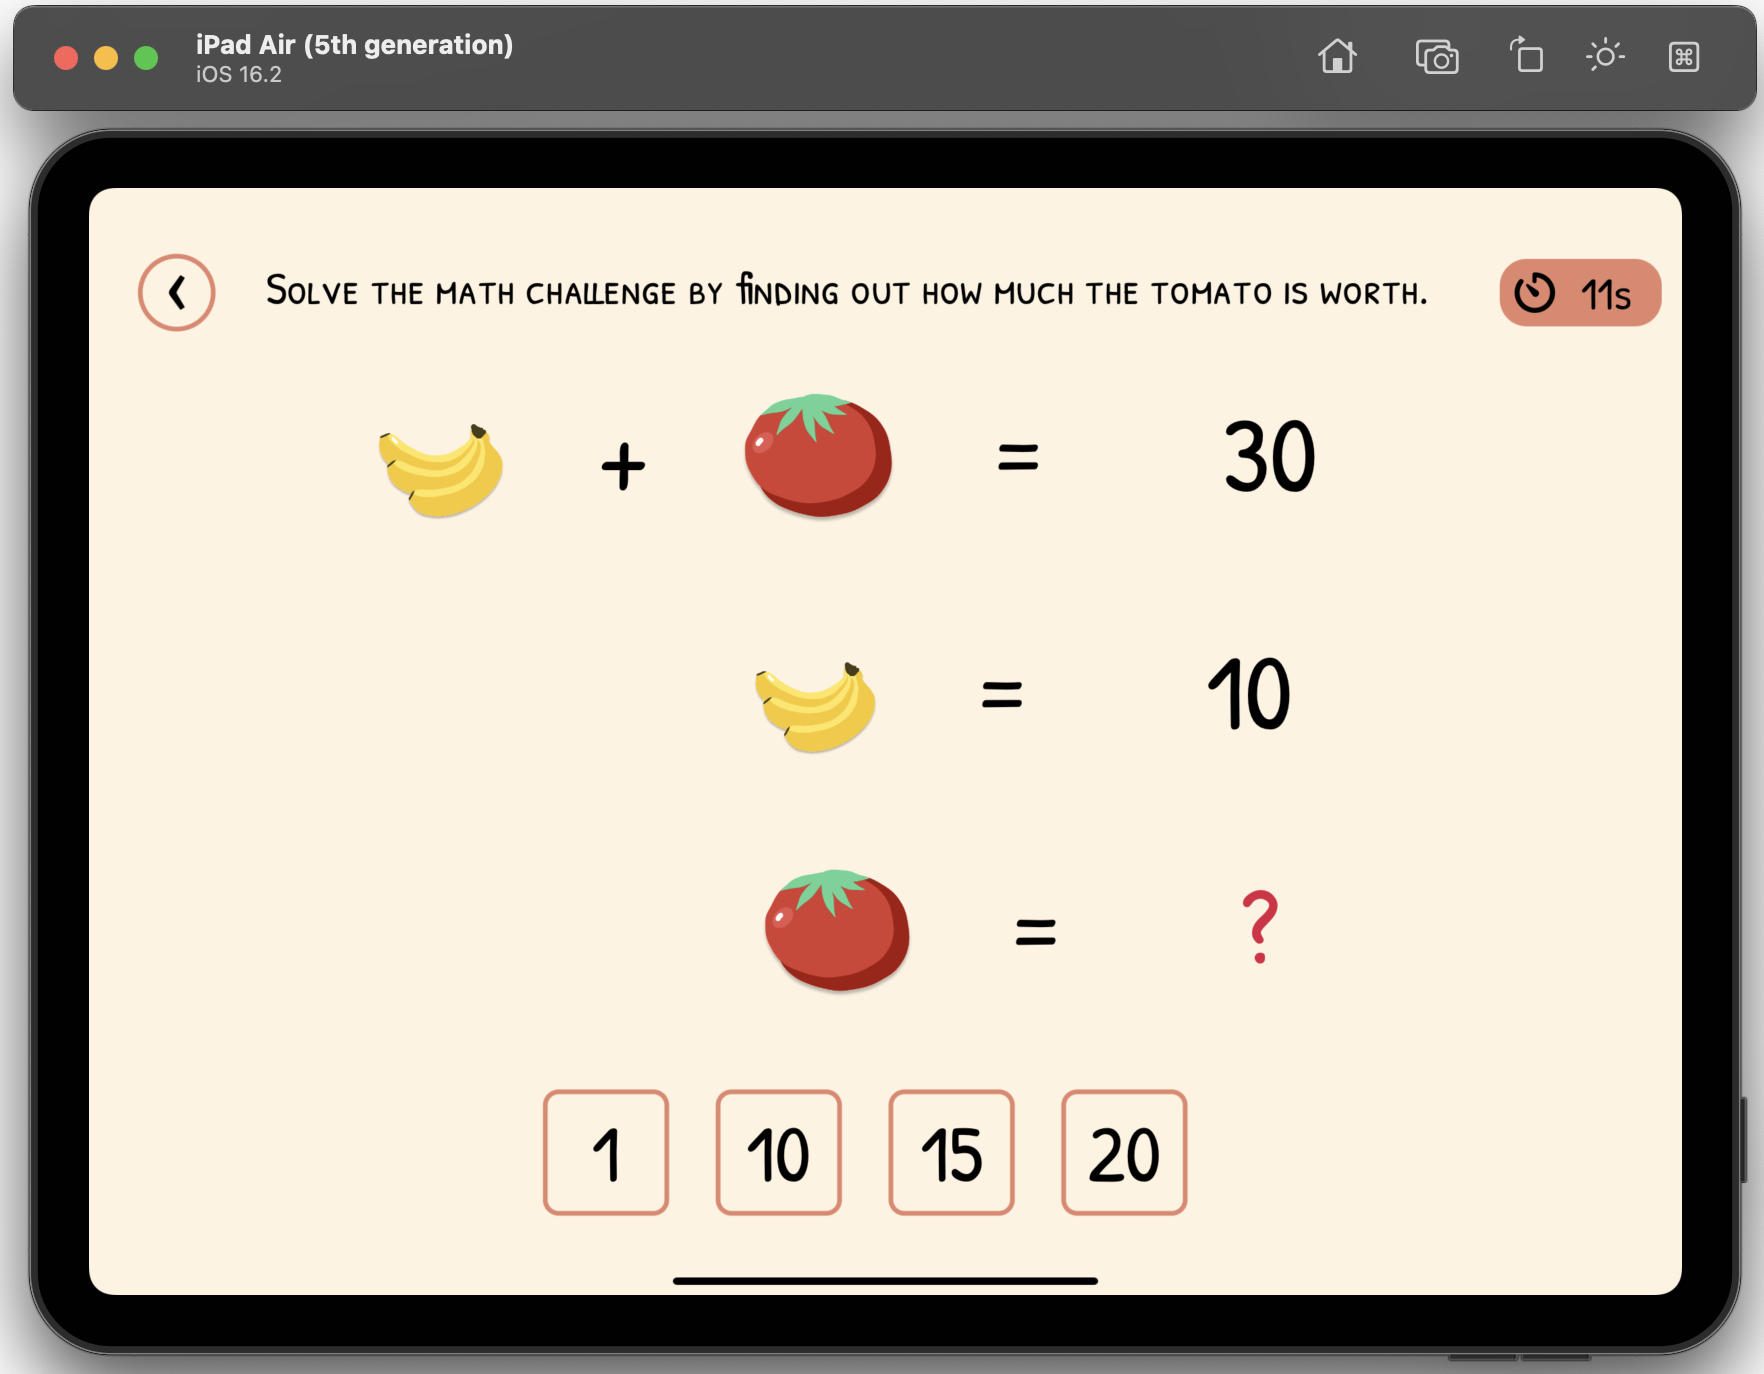 iPad Air (5th generation)
iOS 16.2
Solve the math challenge by finding out how much the tomato is worth.
11s
+ = 30
= 10
= ?
1 10 15 20